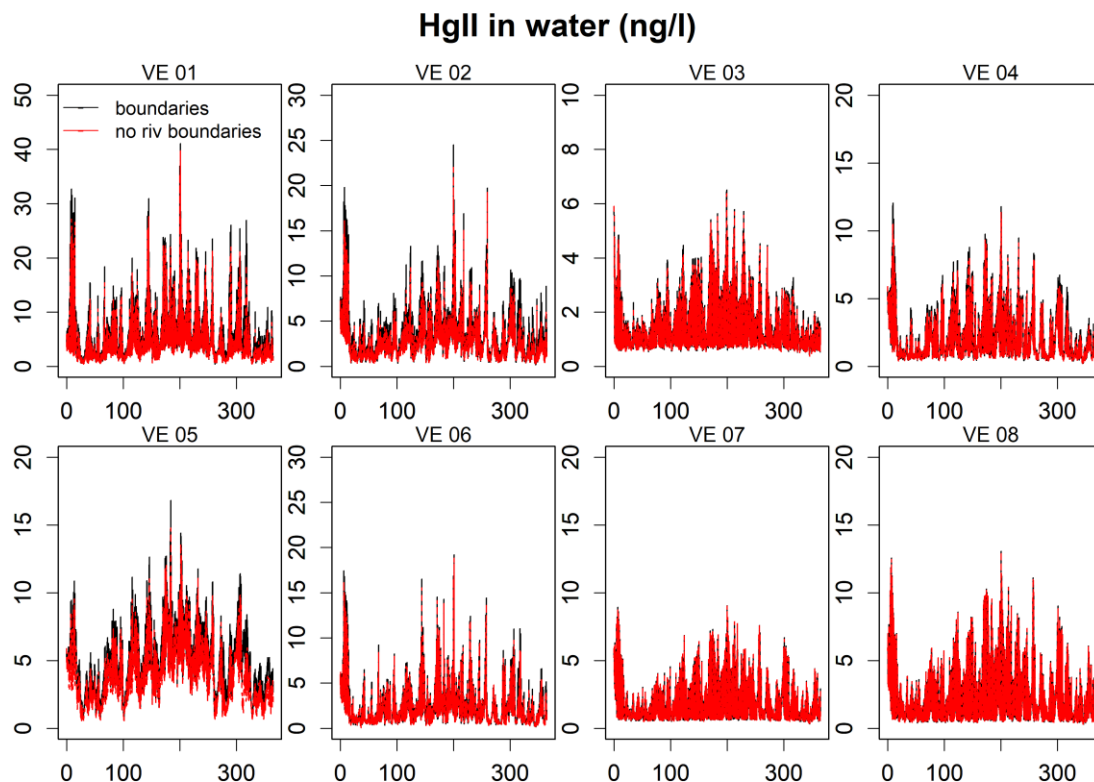 HgII in water (ng/l)
VE 01
VE 02
VE 03
VE 04
boundaries
no riv boundaries
0 10 20 30 40 50
0 5 10 15 20 25 30
0 2 4 6 8 10
0 5 10 15 20
0 100 300
0 100 300
0 100 300
0 100 300
VE 05
VE 06
VE 07
VE 08
0 5 10 15 20
0 5 10 15 20 25 30
0 5 10 15 20
0 5 10 15 20
0 100 300
0 100 300
0 100 300
0 100 300